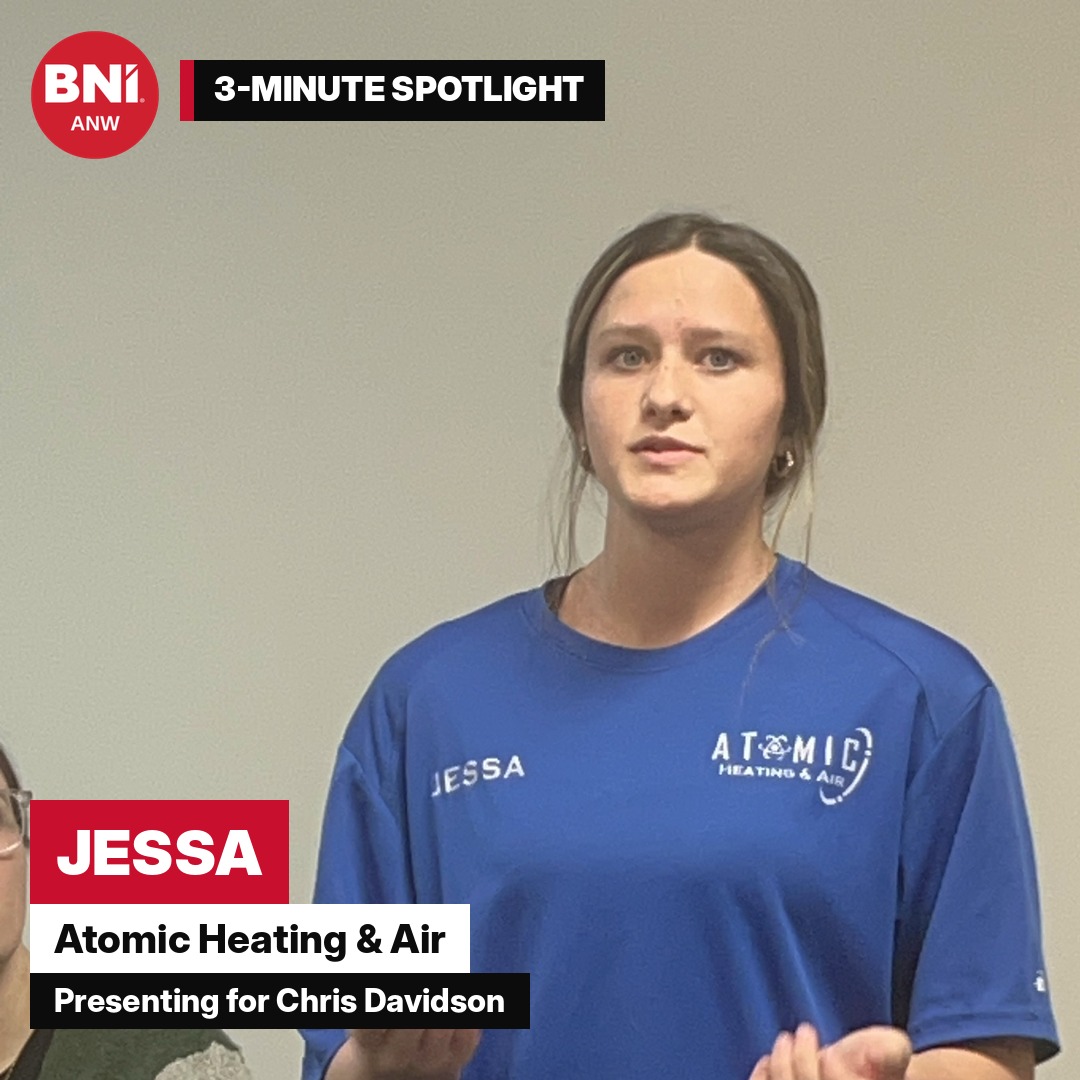 BNI
ANW
3-MINUTE SPOTLIGHT
JESSA
ATOMIC
HEATING & AIR
JESSA
Atomic Heating & Air
Presenting for Chris Davidson